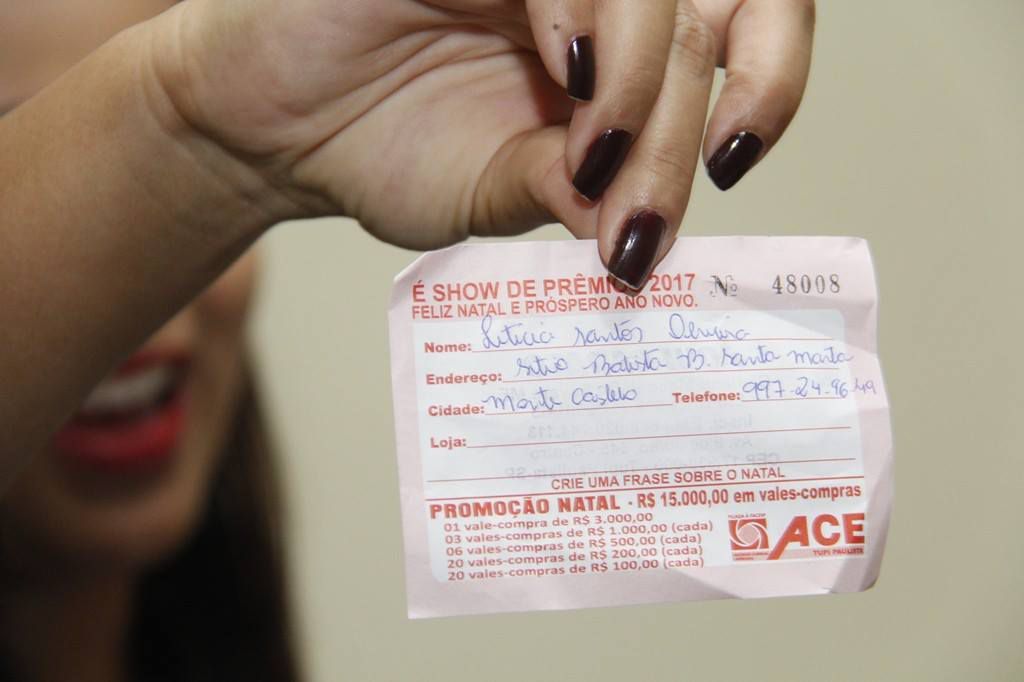 É SHOW DE PRÊMIOS 2017 Nº 48008
FELIZ NATAL E PRÓSPERO ANO NOVO.
Nome: Leticia Santos Oliveira
Endereço: sitio Batista B. Santa Marta
Cidade: Monte Castelo Telefone: 997-24-96-49
Loja:
CRIE UMA FRASE SOBRE O NATAL
PROMOÇÃO NATAL - R$ 15.000,00 em vales-compras
01 vale-compra de R$ 3.000,00
03 vales-compras de R$ 1.000,00 (cada)
06 vales-compras de R$ 500,00 (cada)
20 vales-compras de R$ 200,00 (cada)
20 vales-compras de R$ 100,00 (cada)
ACE
TUPI PAULISTA